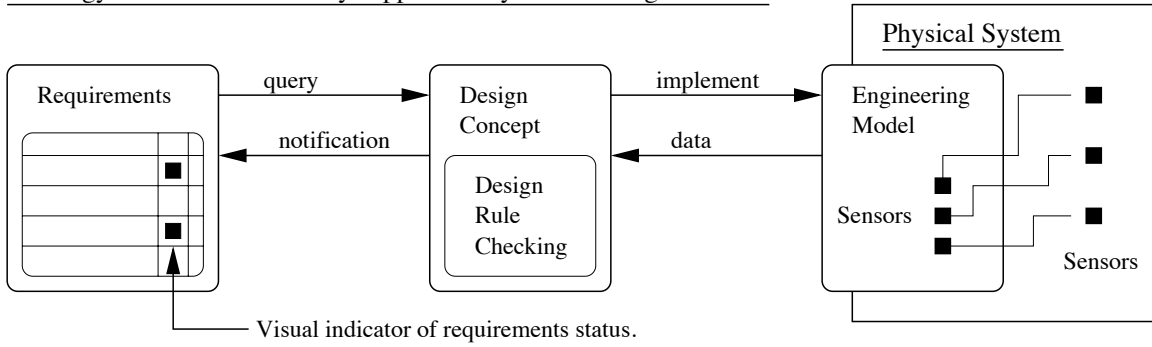 Physical System
Requirements
query
notification
Design
Concept
Design
Rule
Checking
implement
data
Engineering
Model
Sensors
Sensors
Visual indicator of requirements status.